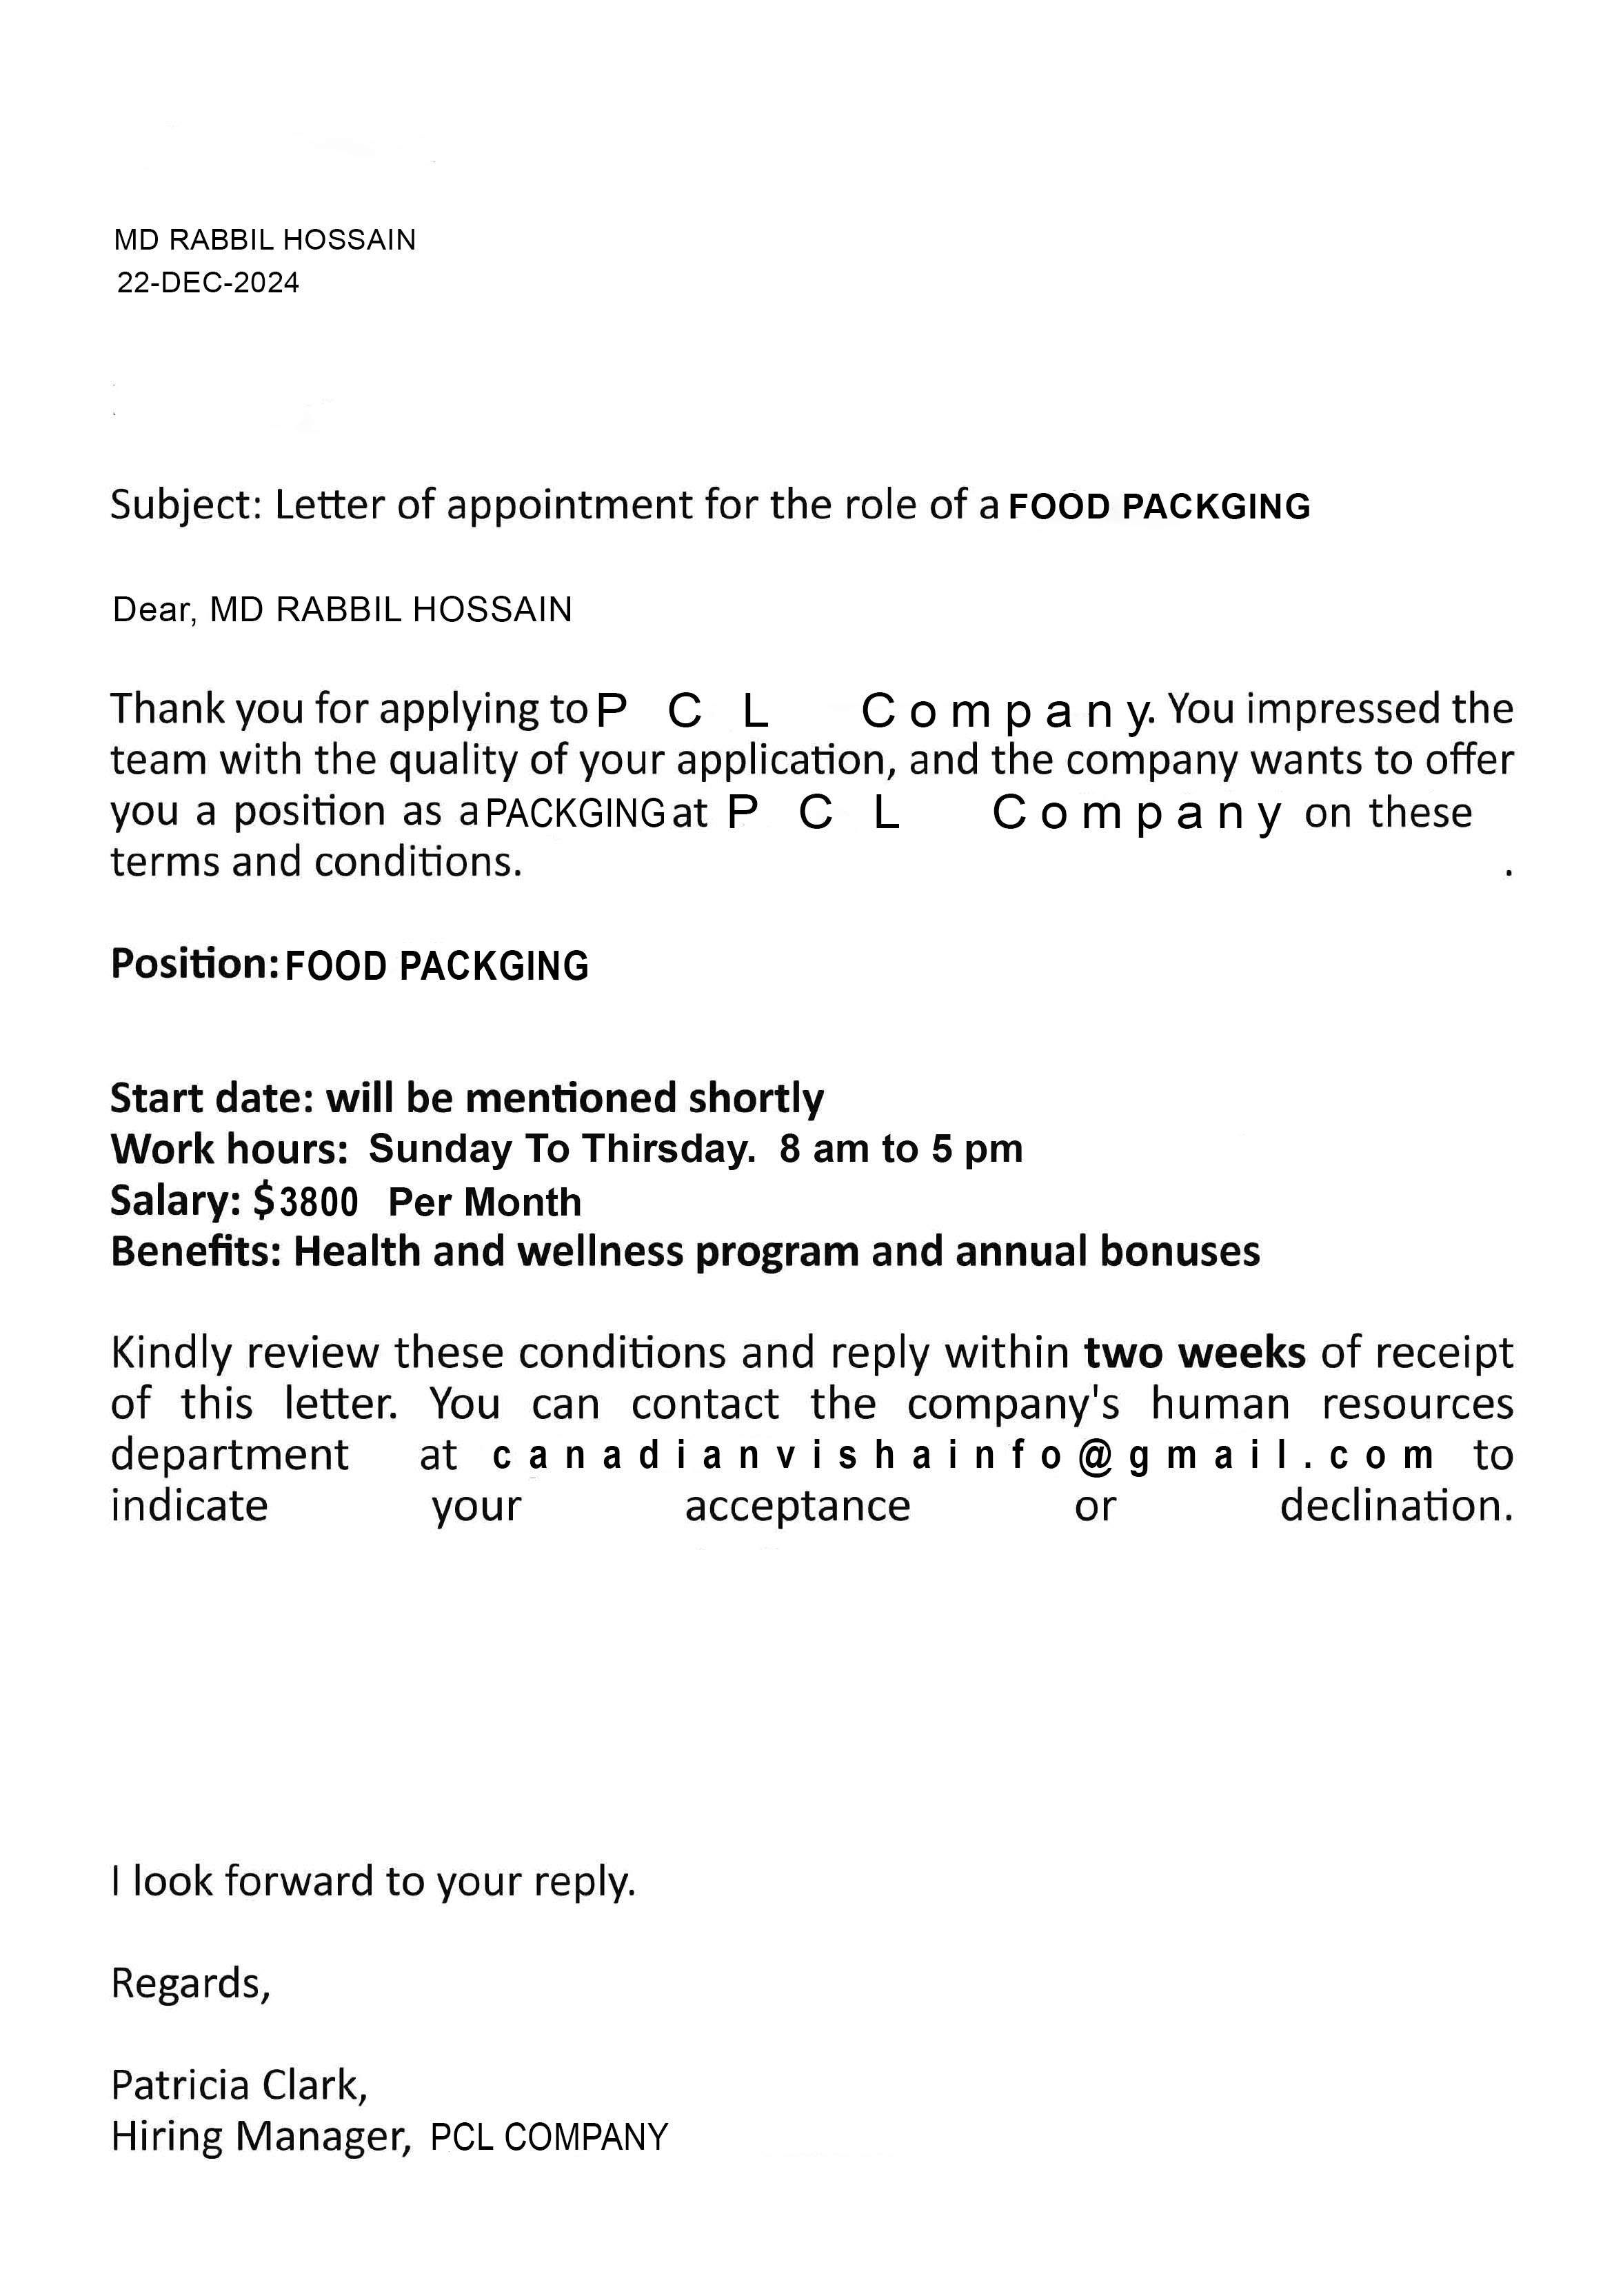 MD RABBIL HOSSAIN
22-DEC-2024
Subject: Letter of appointment for the role of a FOOD PACKGING
Dear, MD RABBIL HOSSAIN
Thank you for applying to P C L Company. You impressed the
team with the quality of your application, and the company wants to offer
you a position as a PACKGING at P C L Company on these
terms and conditions. .
Position: FOOD PACKGING
Start date: will be mentioned shortly
Work hours: Sunday To Thirsday. 8 am to 5 pm
Salary: $3800 Per Month
Benefits: Health and wellness program and annual bonuses
Kindly review these conditions and reply within two weeks of receipt
of this letter. You can contact the company's human resources
department at canadianvishainfo@gmail.com to
indicate your acceptance or declination.
I look forward to your reply.
Regards,
Patricia Clark,
Hiring Manager, PCL COMPANY